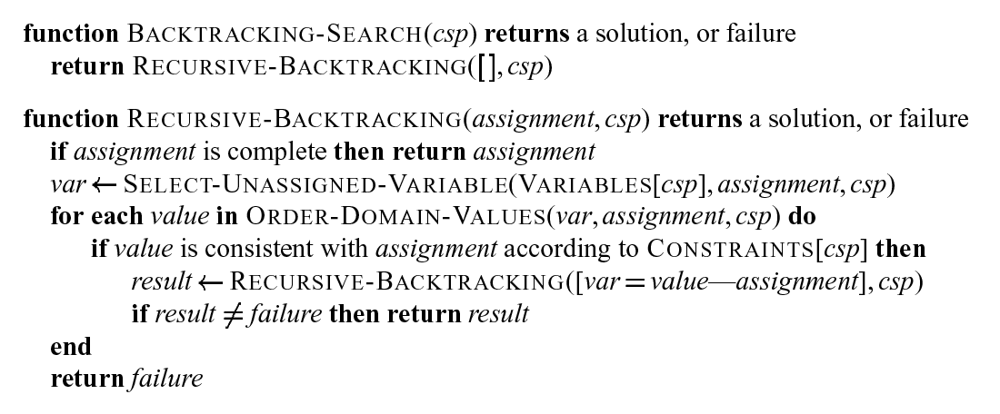 function BACKTRACKING-SEARCH(csp) returns a solution, or failure
return RECURSIVE-BACKTRACKING([ ], csp)
function RECURSIVE-BACKTRACKING(assignment, csp) returns a solution, or failure
if assignment is complete then return assignment
var ← SELECT-UNASSIGNED-VARIABLE(VARIABLES[csp], assignment, csp)
for each value in ORDER-DOMAIN-VALUES(var, assignment, csp) do
if value is consistent with assignment according to CONSTRAINTS[csp] then
result ← RECURSIVE-BACKTRACKING([var = value—assignment], csp)
if result ≠ failure then return result
end
return failure